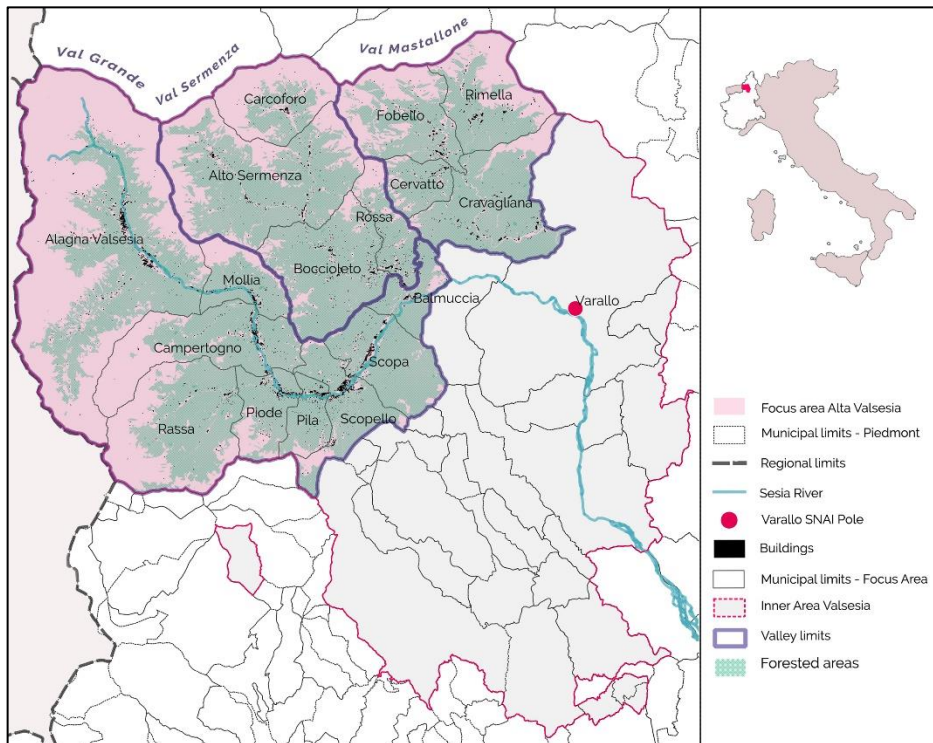 Val Grande
Val Sermenza
Val Mastallone
Carcoforo
Rimella
Fobello
Alto Sermenza
Cervatto
Cravagliana
Rossa
Alagna Valsesia
Boccioleto
Mollia
Balmuccia
Varallo
Campertogno
Scopa
Rassa
Piode
Pila
Scopello
Focus area Alta Valsesia
Municipal limits - Piedmont
Regional limits
Sesia River
Varallo SNAI Pole
Buildings
Municipal limits - Focus Area
Inner Area Valsesia
Valley limits
Forested areas